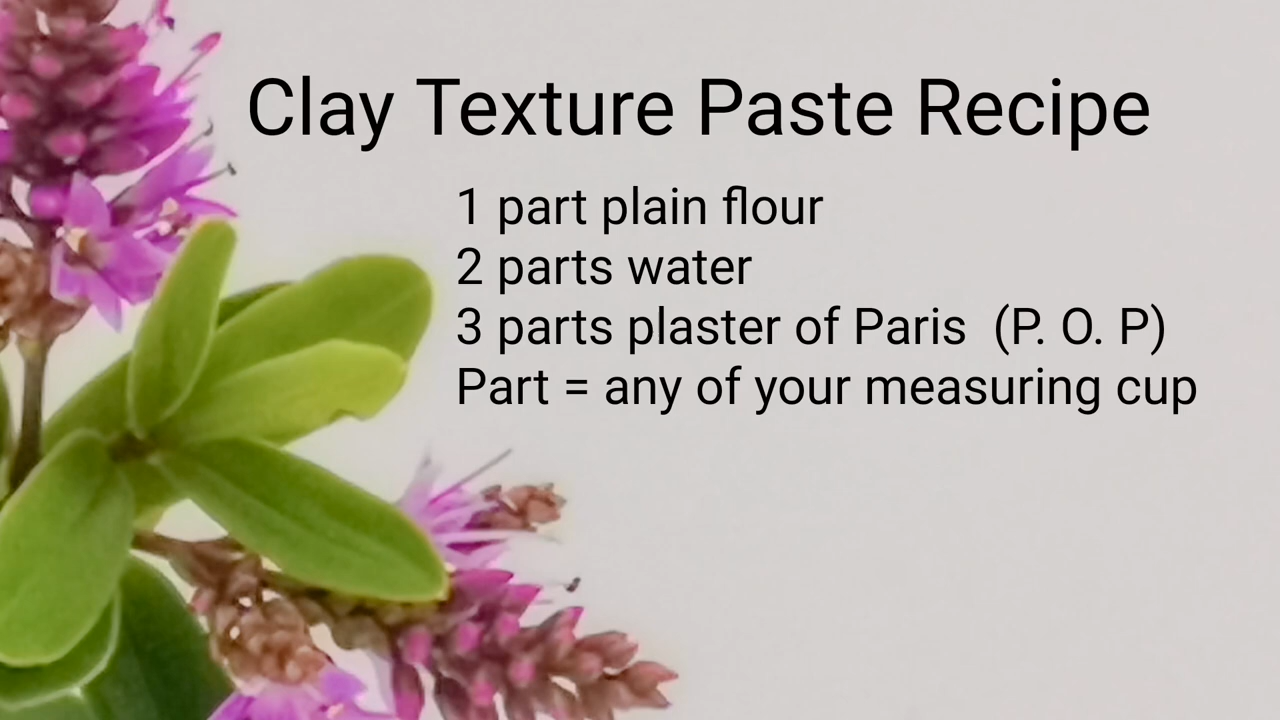 Clay Texture Paste Recipe
1 part plain flour
2 parts water
3 parts plaster of Paris  (P. O. P)
Part = any of your measuring cup